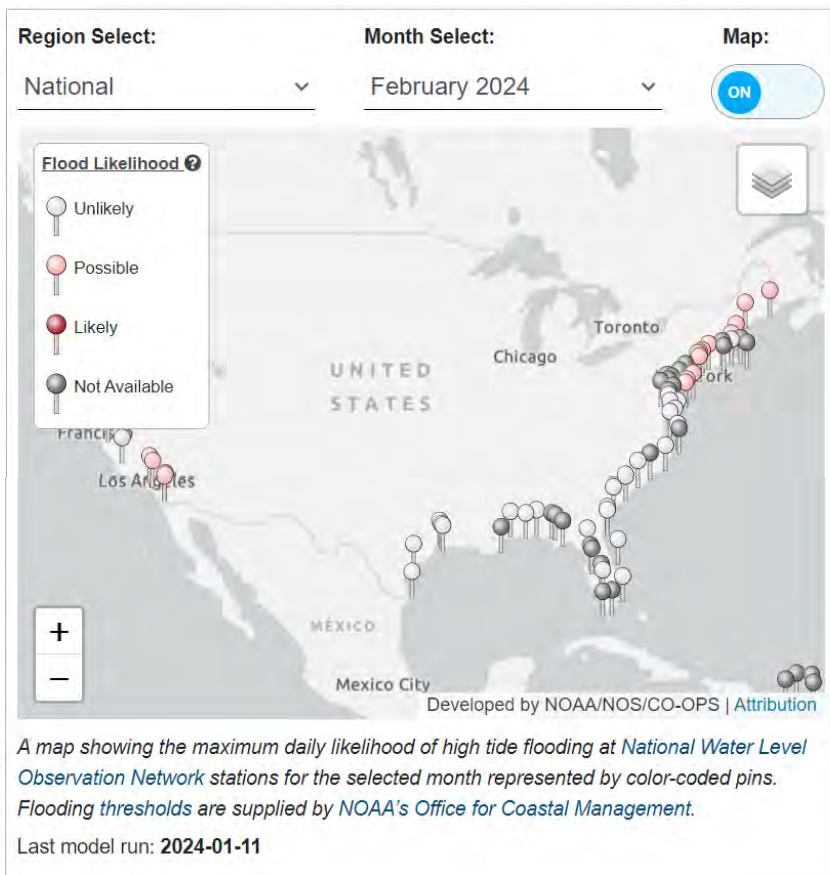 Region Select:
Month Select:
Map:
National
February 2024
ON
Flood Likelihood ?
Unlikely
Possible
Likely
Not Available
Toronto
Chicago
ork
UNITED
STATES
Francis
Los Angeles
+
−
MÉXICO
Mexico City
Developed by NOAA/NOS/CO-OPS | Attribution
A map showing the maximum daily likelihood of high tide flooding at National Water Level
Observation Network stations for the selected month represented by color-coded pins.
Flooding thresholds are supplied by NOAA's Office for Coastal Management.
Last model run: 2024-01-11